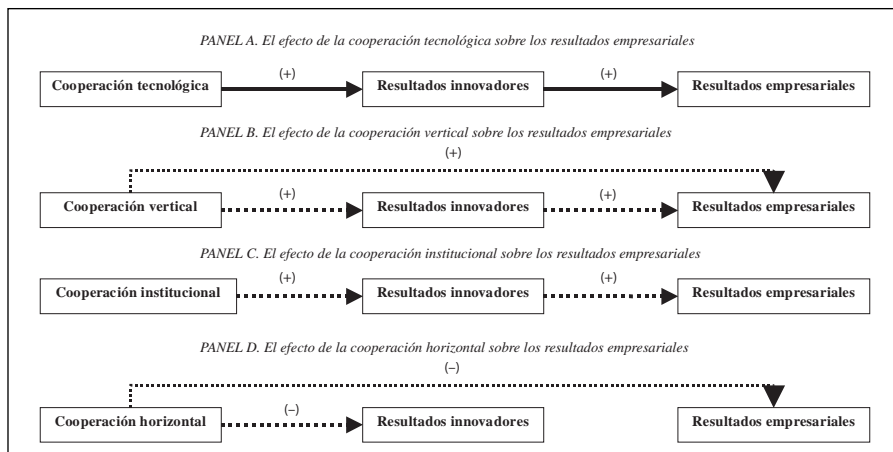 PANEL A. El efecto de la cooperación tecnológica sobre los resultados empresariales
(+) (+)
Cooperación tecnológica Resultados innovadores Resultados empresariales
PANEL B. El efecto de la cooperación vertical sobre los resultados empresariales
(+)
(+) (+)
Cooperación vertical Resultados innovadores Resultados empresariales
PANEL C. El efecto de la cooperación institucional sobre los resultados empresariales
(+) (+)
Cooperación institucional Resultados innovadores Resultados empresariales
PANEL D. El efecto de la cooperación horizontal sobre los resultados empresariales
(–)
(–)
Cooperación horizontal Resultados innovadores Resultados empresariales